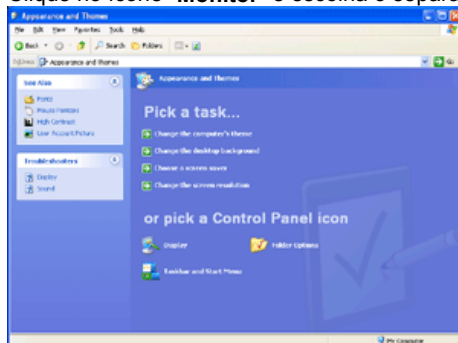 Clique no ícone "Monitor" e escolha o separa
Appearance and Themes
File Edit View Favorites Tools Help
Back Search Folders
Address Appearance and Themes Go
See Also
Fonts
Mouse Pointers
High Contrast
User Account Picture
Troubleshooters
Display
Sound
Appearance and Themes
Pick a task...
Change the computer's theme
Change the desktop background
Choose a screen saver
Change the screen resolution
or pick a Control Panel icon
Display
Folder Options
Taskbar and Start Menu
My Computer